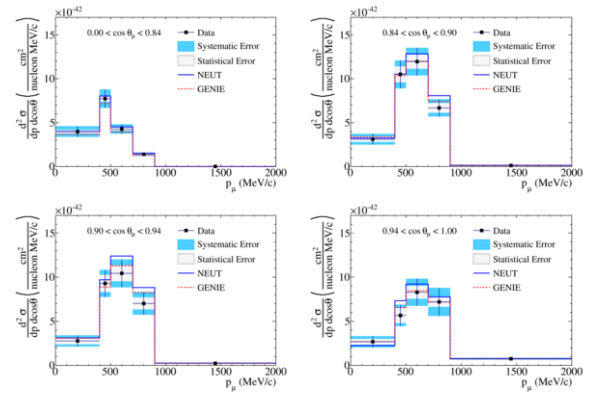 ×10⁻⁴²
0.00 < cos θμ < 0.84
Data
Systematic Error
Statistical Error
NEUT
GENIE
d² σ / dp dcosθ (cm² / nucleon MeV/c)
15
10
5
0
0 500 1000 1500 2000
pμ (MeV/c)
×10⁻⁴²
0.84 < cos θμ < 0.90
Data
Systematic Error
Statistical Error
NEUT
GENIE
d² σ / dp dcosθ (cm² / nucleon MeV/c)
15
10
5
0
0 500 1000 1500 2000
pμ (MeV/c)
×10⁻⁴²
0.90 < cos θμ < 0.94
Data
Systematic Error
Statistical Error
NEUT
GENIE
d² σ / dp dcosθ (cm² / nucleon MeV/c)
15
10
5
0
0 500 1000 1500 2000
pμ (MeV/c)
×10⁻⁴²
0.94 < cos θμ < 1.00
Data
Systematic Error
Statistical Error
NEUT
GENIE
d² σ / dp dcosθ (cm² / nucleon MeV/c)
15
10
5
0
0 500 1000 1500 2000
pμ (MeV/c)